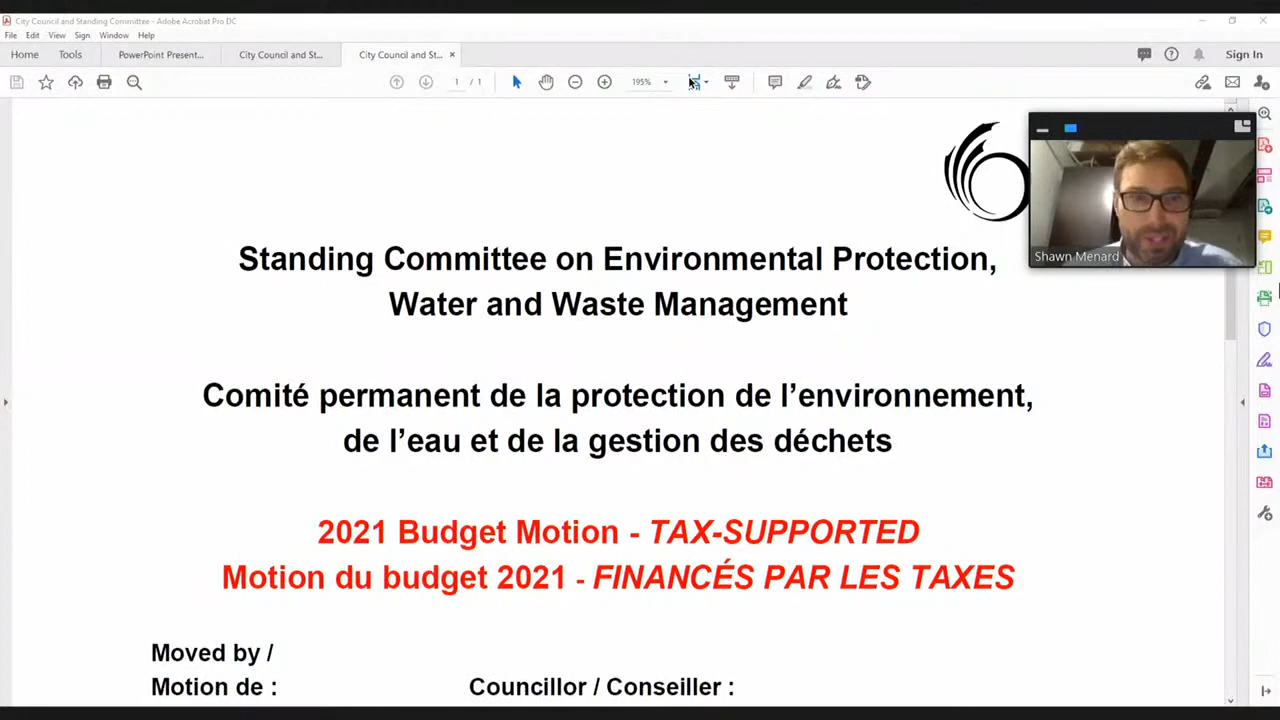 City Council and Standing Committee - Adobe Acrobat Pro DC
File Edit View Sign Window Help
Home Tools PowerPoint Present... City Council and St... City Council and St... × Sign In
1 / 1 195%
Shawn Menard
Standing Committee on Environmental Protection,
Water and Waste Management
Comité permanent de la protection de l’environnement,
de l’eau et de la gestion des déchets
2021 Budget Motion - TAX-SUPPORTED
Motion du budget 2021 - FINANCÉS PAR LES TAXES
Moved by /
Motion de : Councillor / Conseiller :